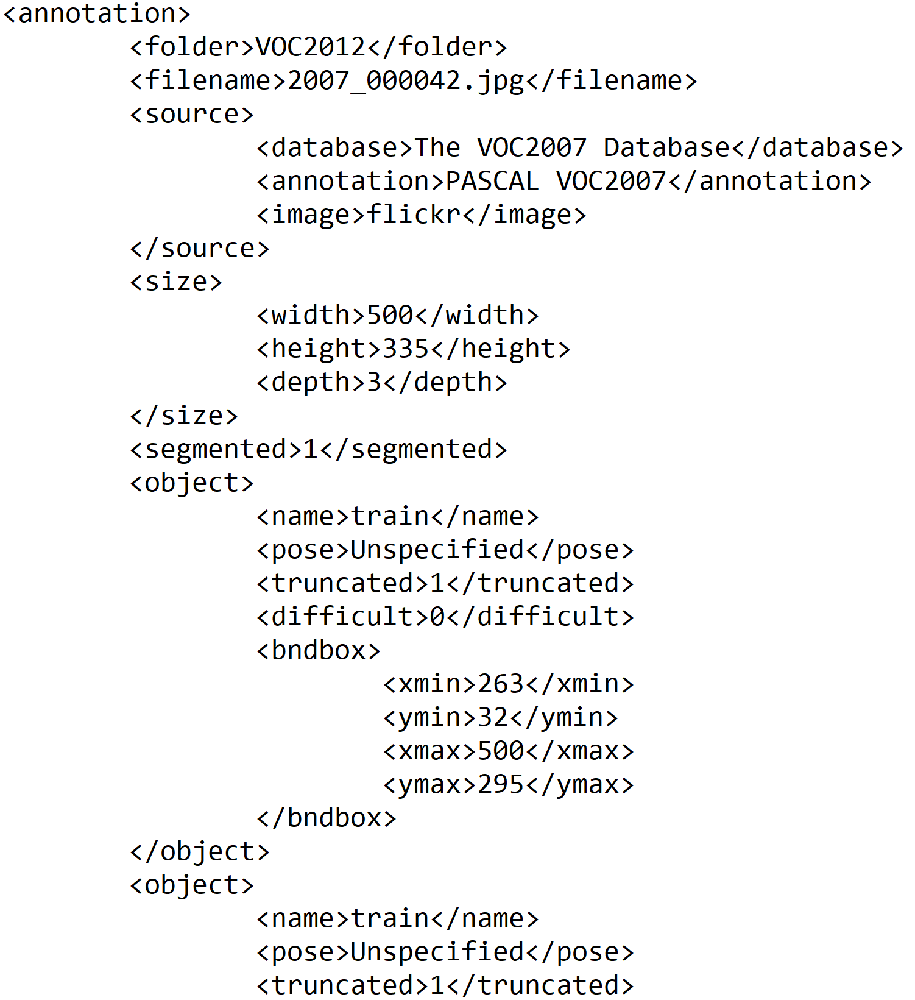 <annotation>
<folder>VOC2012</folder>
<filename>2007_000042.jpg</filename>
<source>
<database>The VOC2007 Database</database>
<annotation>PASCAL VOC2007</annotation>
<image>flickr</image>
</source>
<size>
<width>500</width>
<height>335</height>
<depth>3</depth>
</size>
<segmented>1</segmented>
<object>
<name>train</name>
<pose>Unspecified</pose>
<truncated>1</truncated>
<difficult>0</difficult>
<bndbox>
<xmin>263</xmin>
<ymin>32</ymin>
<xmax>500</xmax>
<ymax>295</ymax>
</bndbox>
</object>
<object>
<name>train</name>
<pose>Unspecified</pose>
<truncated>1</truncated>